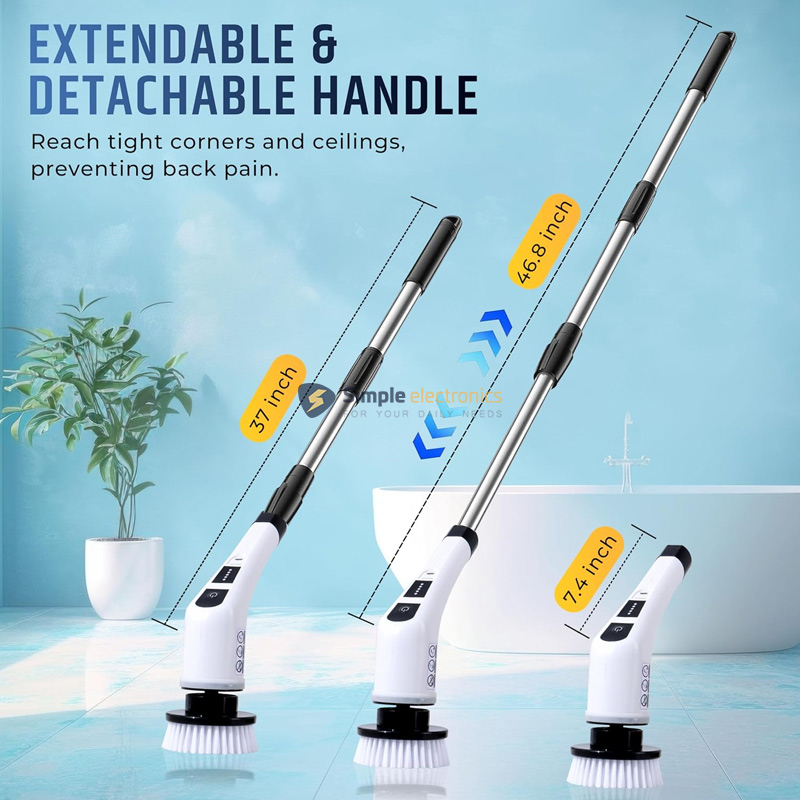 EXTENDABLE &
DETACHABLE HANDLE
Reach tight corners and ceilings,
preventing back pain.
46.8 inch
37 inch
Simple electronics
FOR YOUR DAILY NEEDS
7.4 inch